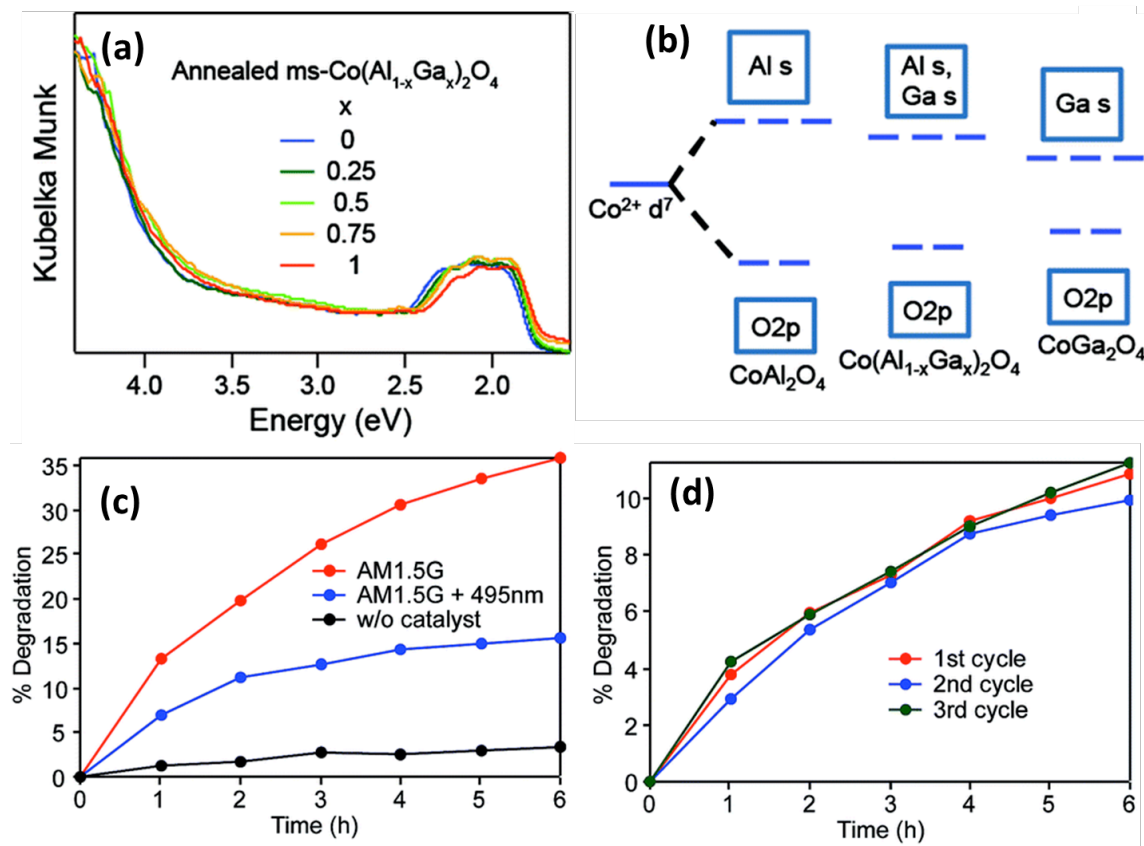 (a)
Annealed ms-Co(Al₁₋ₓGaₓ)₂O₄
x
0
0.25
0.5
0.75
1
Kubelka Munk
4.0 3.5 3.0 2.5 2.0
Energy (eV)
(b)
Al s
Al s,
Ga s
Ga s
Co²⁺ d⁷
O2p
O2p
O2p
CoAl₂O₄
Co(Al₁₋ₓGaₓ)₂O₄
CoGa₂O₄
(c)
35
30
25
20
15
10
5
0
% Degradation
AM1.5G
AM1.5G + 495nm
w/o catalyst
0 1 2 3 4 5 6
Time (h)
(d)
10
8
6
4
2
0
% Degradation
1st cycle
2nd cycle
3rd cycle
0 1 2 3 4 5 6
Time (h)